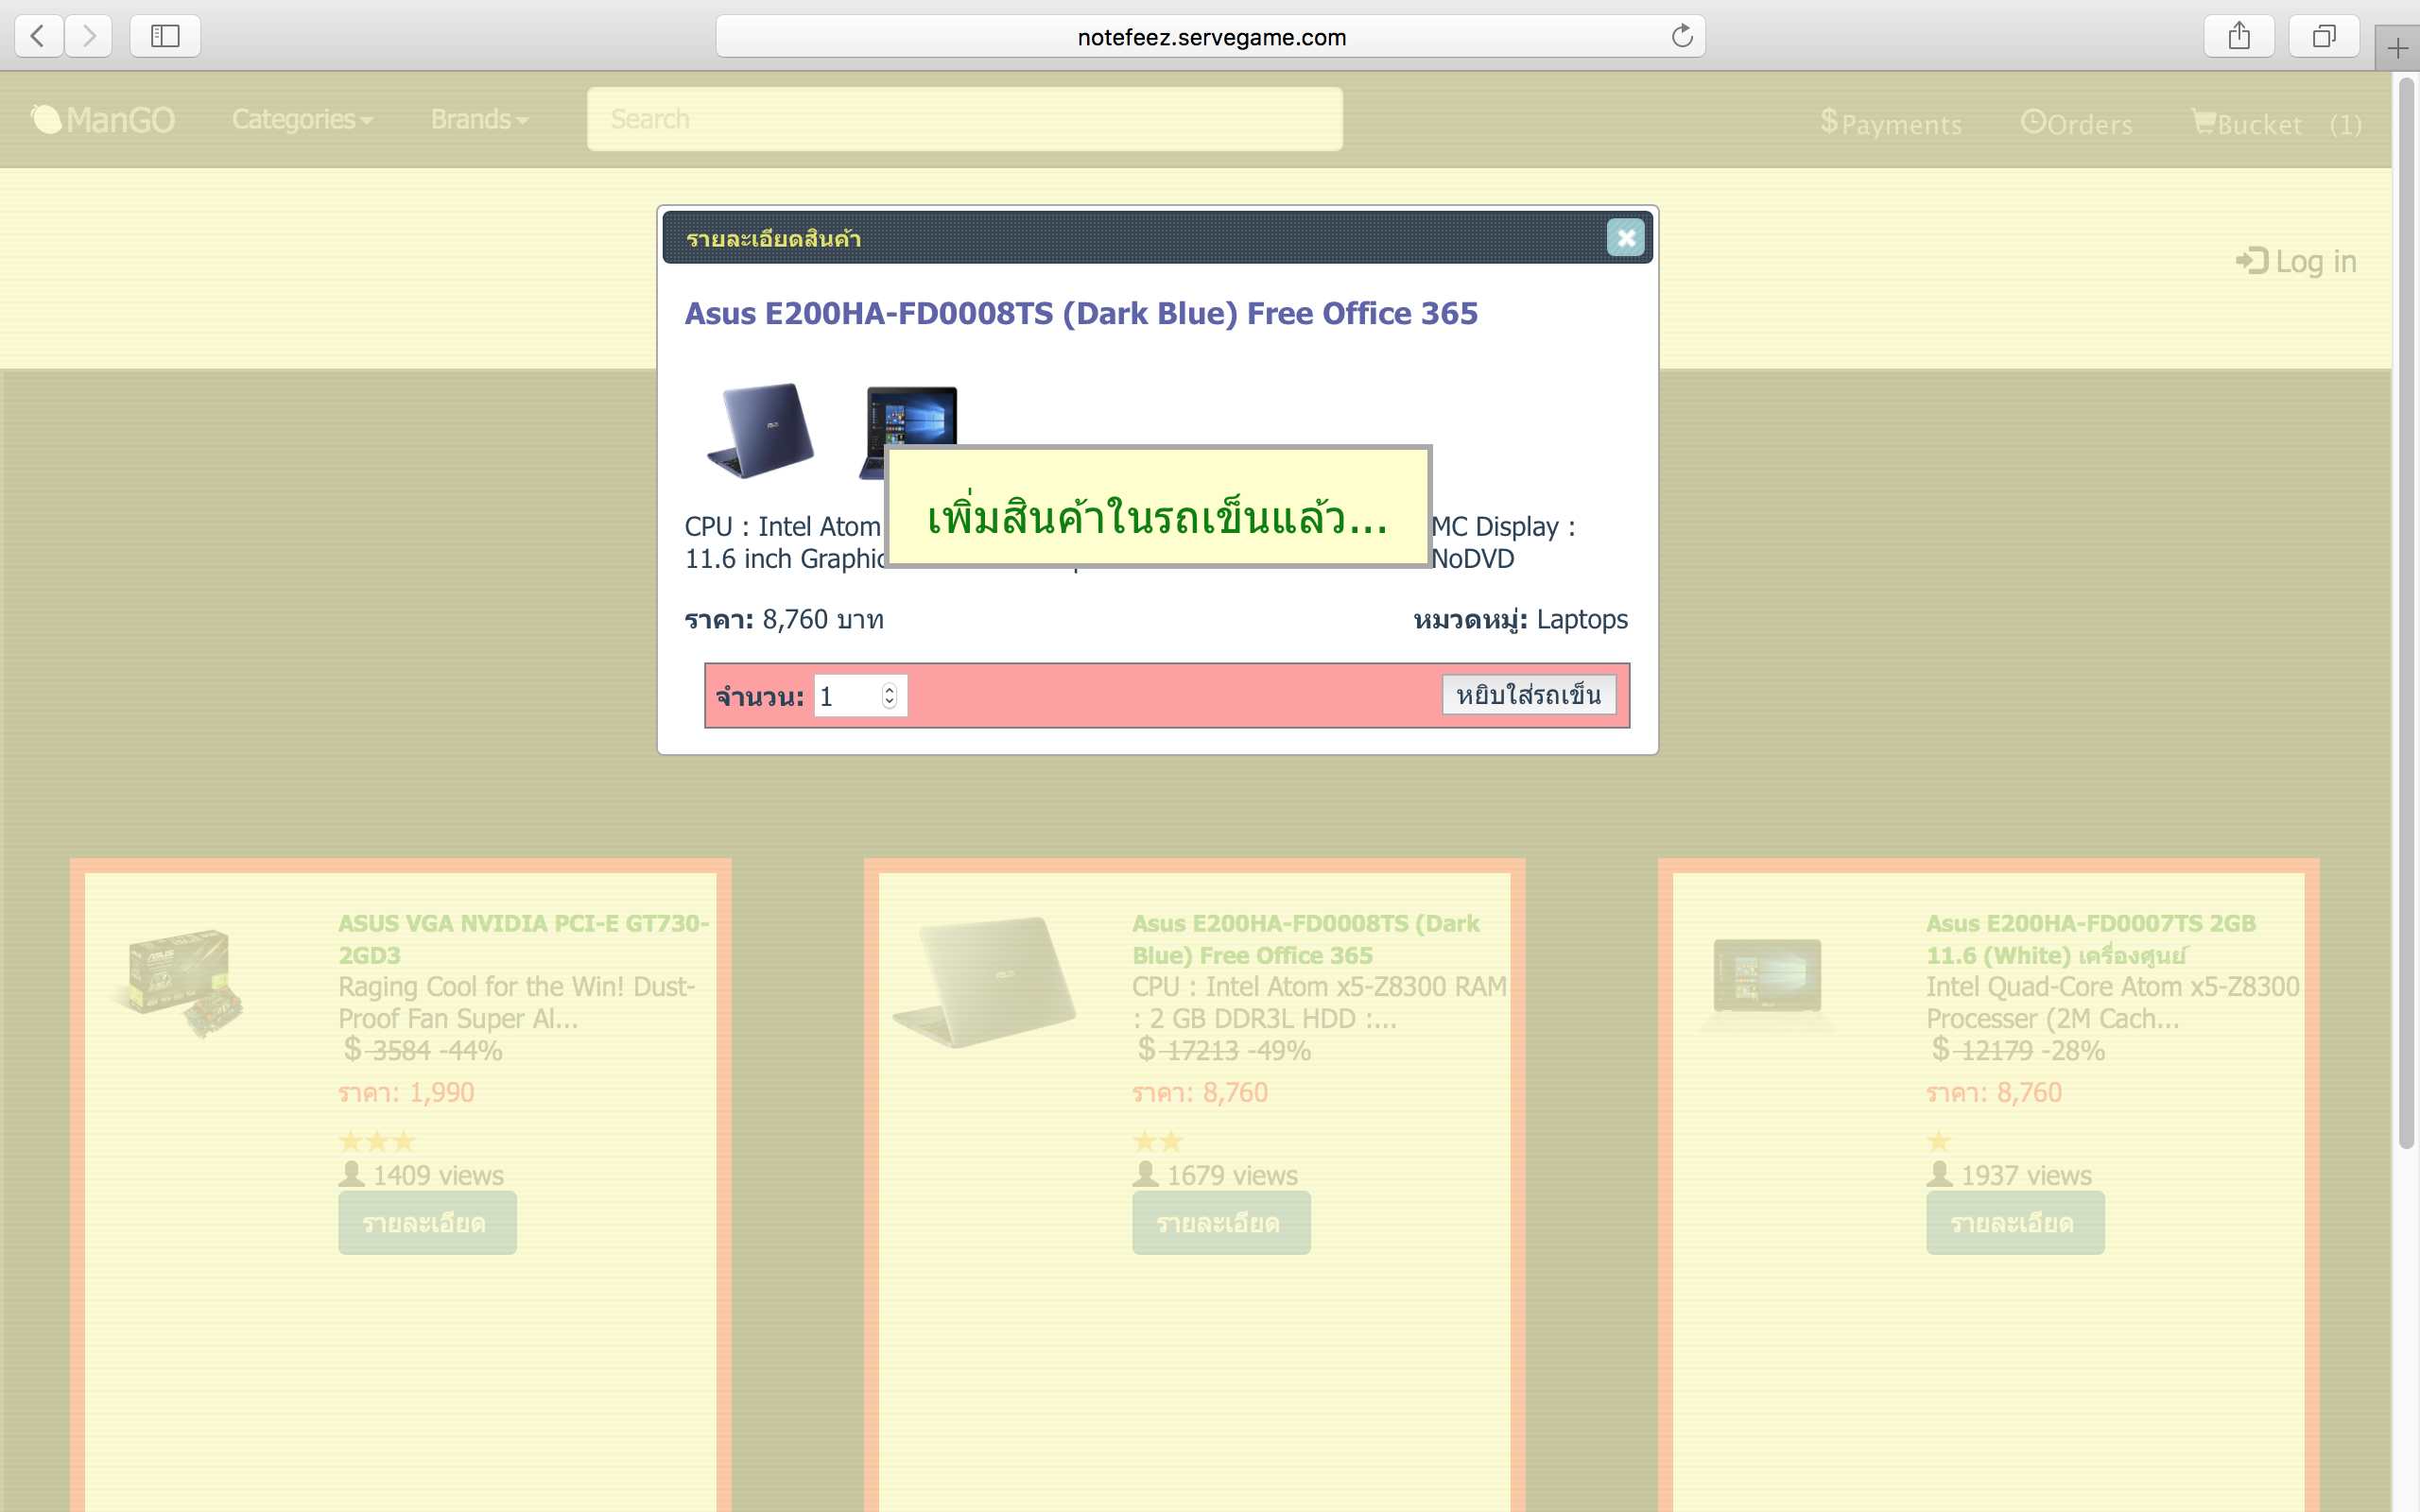 notefeez.servegame.com
ManGO Categories Brands Search $Payments Orders Bucket (1)
Log in
รายละเอียดสินค้า
Asus E200HA-FD0008TS (Dark Blue) Free Office 365
เพิ่มสินค้าในรถเข็นแล้ว...
CPU : Intel Atom MC Display :
11.6 inch Graphic NoDVD
ราคา: 8,760 บาท หมวดหมู่: Laptops
จำนวน: 1 หยิบใส่รถเข็น
ASUS VGA NVIDIA PCI-E GT730-
2GD3
Raging Cool for the Win! Dust-
Proof Fan Super Al...
$ 3584 -44%
ราคา: 1,990
★★★
1409 views
รายละเอียด
Asus E200HA-FD0008TS (Dark
Blue) Free Office 365
CPU : Intel Atom x5-Z8300 RAM
: 2 GB DDR3L HDD :...
$ 17213 -49%
ราคา: 8,760
★★
1679 views
รายละเอียด
Asus E200HA-FD0007TS 2GB
11.6 (White) เครื่องศูนย์
Intel Quad-Core Atom x5-Z8300
Processer (2M Cach...
$ 12179 -28%
ราคา: 8,760
★
1937 views
รายละเอียด